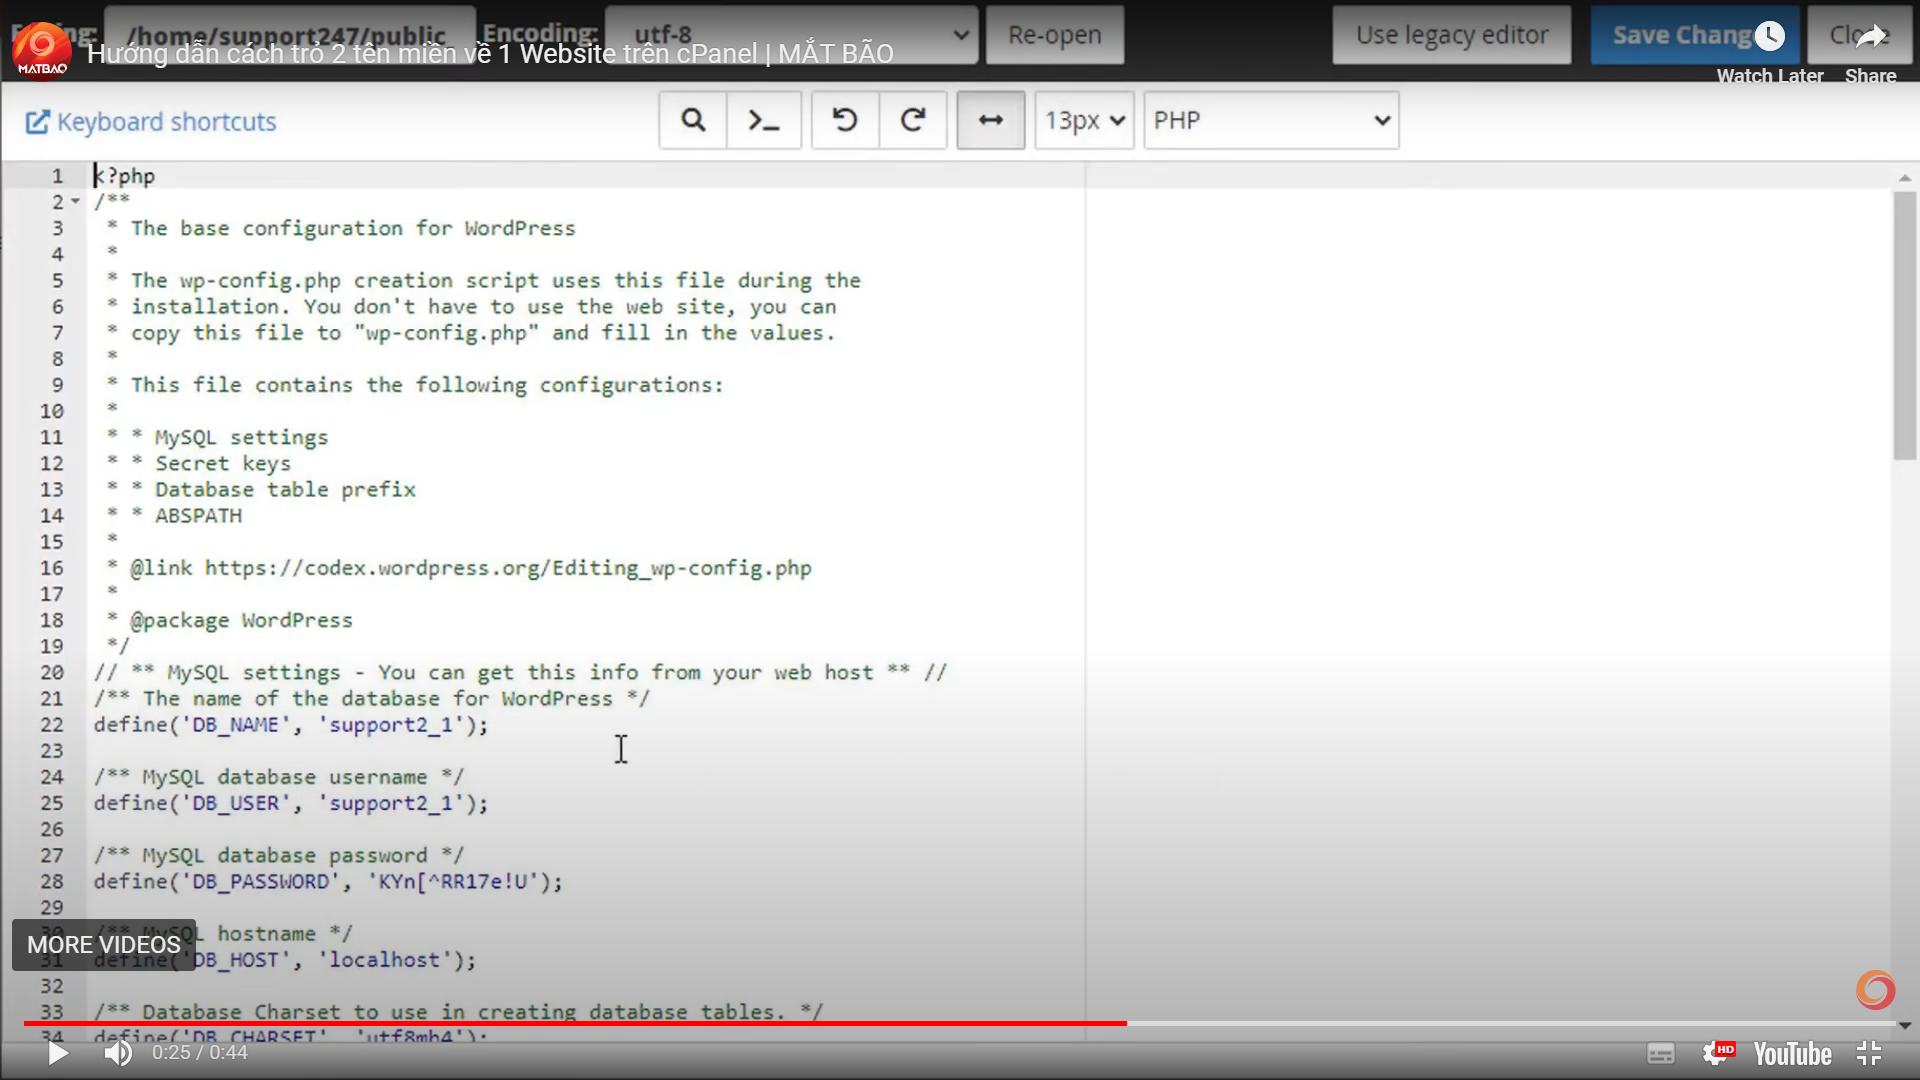 /home/support247/public
Encoding:
utf-8
Re-open
Use legacy editor
Save Chang
MATBAO
Hướng dẫn cách trỏ 2 tên miền về 1 Website trên cPanel | MẮT BÃO
Watch Later
Share
Keyboard shortcuts
13px
PHP
1 <?php
2 /**
3 * The base configuration for WordPress
4 *
5 * The wp-config.php creation script uses this file during the
6 * installation. You don't have to use the web site, you can
7 * copy this file to "wp-config.php" and fill in the values.
8 *
9 * This file contains the following configurations:
10 *
11 * * MySQL settings
12 * * Secret keys
13 * * Database table prefix
14 * * ABSPATH
15 *
16 * @link https://codex.wordpress.org/Editing_wp-config.php
17 *
18 * @package WordPress
19 */
20 // ** MySQL settings - You can get this info from your web host ** //
21 /** The name of the database for WordPress */
22 define('DB_NAME', 'support2_1');
23
24 /** MySQL database username */
25 define('DB_USER', 'support2_1');
26
27 /** MySQL database password */
28 define('DB_PASSWORD', 'KYn[^RR17e!U');
29
30 /** MySQL hostname */
MORE VIDEOS
31 define('DB_HOST', 'localhost');
32
33 /** Database Charset to use in creating database tables. */
34 define('DB_CHARSET', 'utf8mb4');
0:25 / 0:44
HD
YouTube